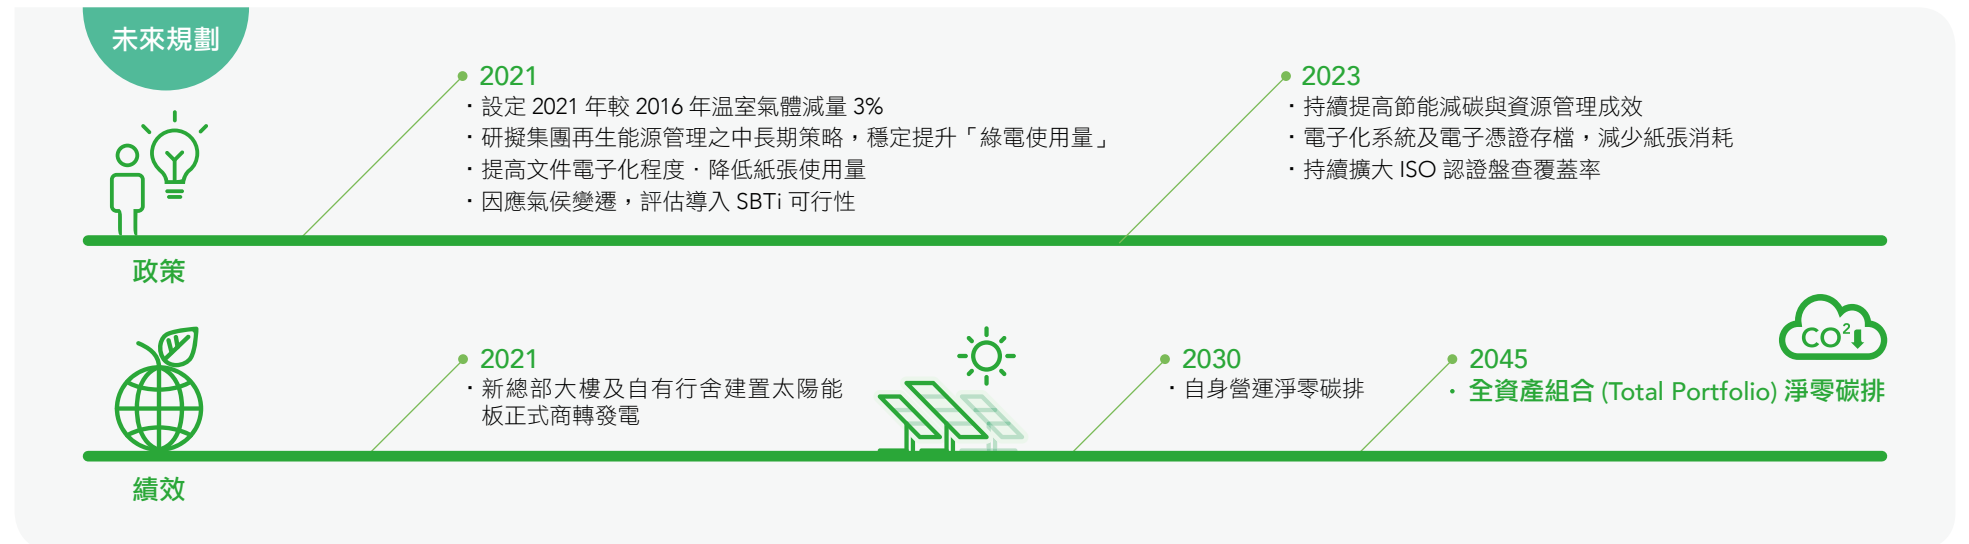 未來規劃
2021
・設定 2021 年較 2016 年温室氣體減量 3%
・研擬集團再生能源管理之中長期策略，穩定提升「綠電使用量」
・提高文件電子化程度・降低紙張使用量
・因應氣侯變遷，評估導入 SBTi 可行性
2023
・持續提高節能減碳與資源管理成效
・電子化系統及電子憑證存檔，減少紙張消耗
・持續擴大 ISO 認證盤查覆蓋率
政策
2021
・新總部大樓及自有行舍建置太陽能
板正式商轉發電
2030
・自身營運淨零碳排
2045
・全資產組合 (Total Portfolio) 淨零碳排
CO²
績效